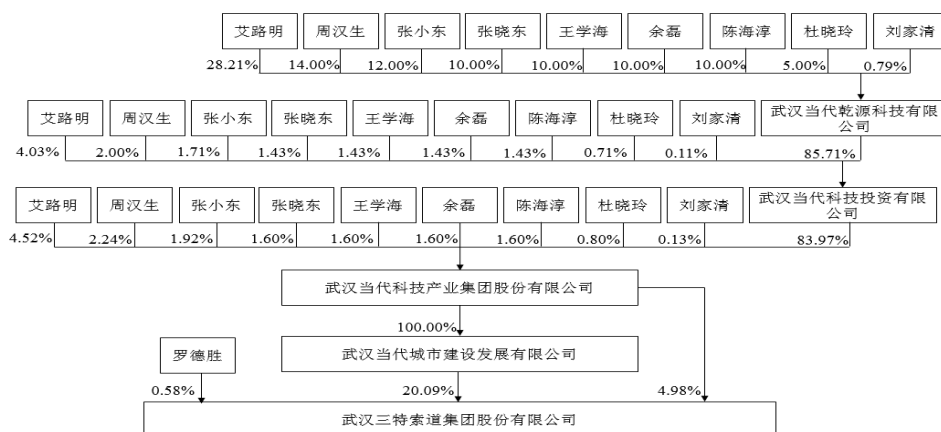 艾路明 周汉生 张小东 张晓东 王学海 余磊 陈海淳 杜晓玲 刘家清
28.21% 14.00% 12.00% 10.00% 10.00% 10.00% 10.00% 5.00% 0.79%
艾路明 周汉生 张小东 张晓东 王学海 余磊 陈海淳 杜晓玲 刘家清 武汉当代乾源科技有限
公司
4.03% 2.00% 1.71% 1.43% 1.43% 1.43% 1.43% 0.71% 0.11% 85.71%
艾路明 周汉生 张小东 张晓东 王学海 余磊 陈海淳 杜晓玲 刘家清 武汉当代科技投资有限
公司
4.52% 2.24% 1.92% 1.60% 1.60% 1.60% 1.60% 0.80% 0.13% 83.97%
武汉当代科技产业集团股份有限公司
100.00%
罗德胜 武汉当代城市建设发展有限公司
0.58% 20.09% 4.98%
武汉三特索道集团股份有限公司